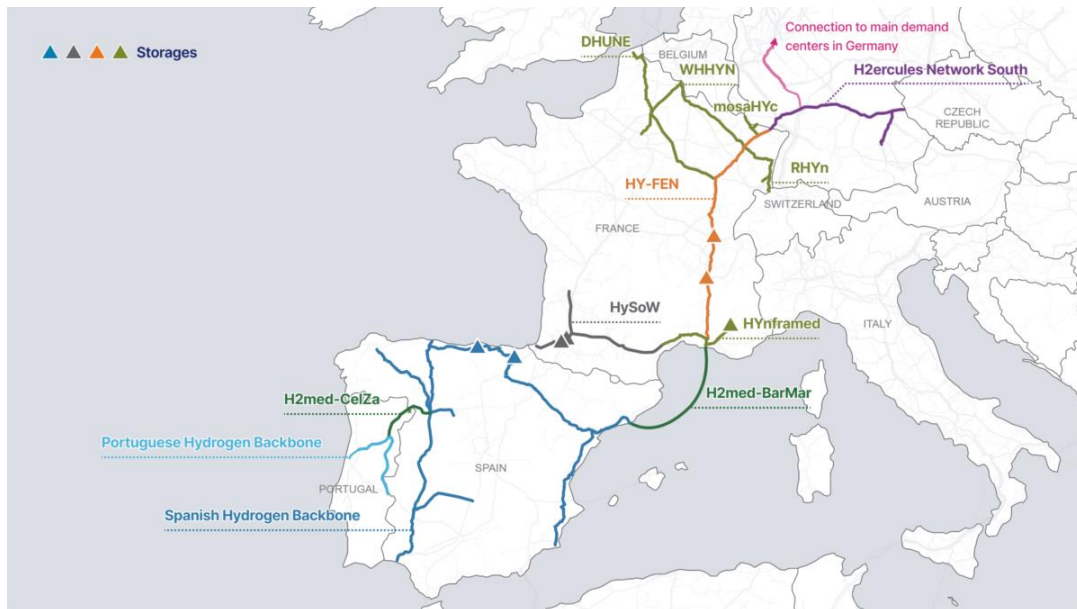 Storages
DHUNE
BELGIUM
Connection to main demand
centers in Germany
WHHYN
H2ercules Network South
mosaHYc
CZECH
REPUBLIC
RHYn
HY-FEN
SWITZERLAND
AUSTRIA
FRANCE
HySoW
HYnframed
ITALY
H2med-CelZa
H2med-BarMar
Portuguese Hydrogen Backbone
SPAIN
PORTUGAL
Spanish Hydrogen Backbone